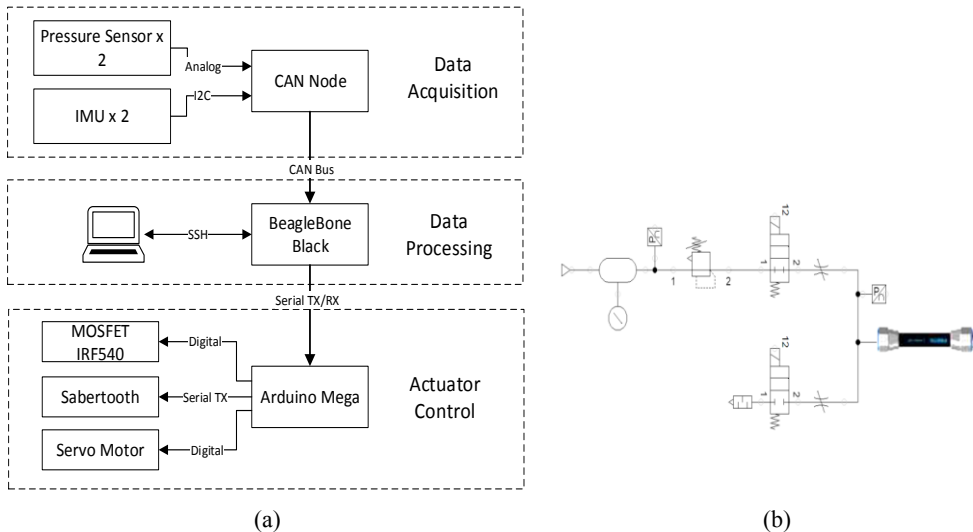 Pressure Sensor x
2
Analog
CAN Node
I2C
IMU x 2
Data
Acquisition
CAN Bus
SSH
BeagleBone
Black
Data
Processing
Serial TX/RX
MOSFET
IRF540
Digital
Sabertooth
Serial TX
Arduino Mega
Servo Motor
Digital
Actuator
Control
12
1
2
1
2
12
1
2
(a)
(b)